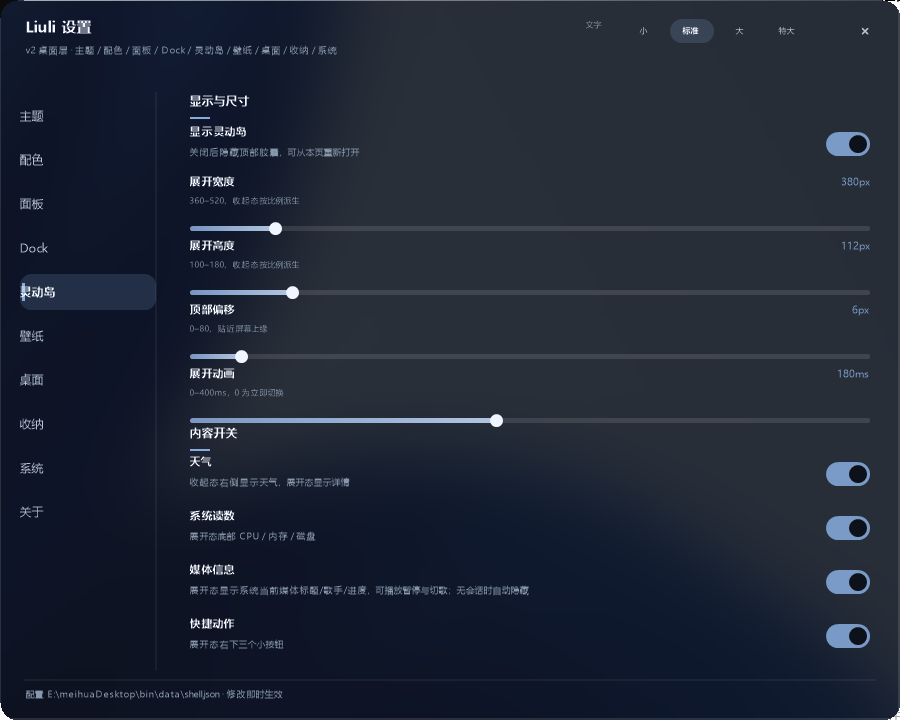 Liuli 设置
文字 小 标准 大 特大 ×
v2 桌面层 · 主题 / 配色 / 面板 / Dock / 灵动岛 / 壁纸 / 桌面 / 收纳 / 系统
主题
配色
面板
Dock
灵动岛
壁纸
桌面
收纳
系统
关于
显示与尺寸
显示灵动岛
关闭后隐藏顶部胶囊，可从本页重新打开
展开宽度 380px
360–520，收起态按比例派生
展开高度 112px
100–180，收起态按比例派生
顶部偏移 6px
0–80，贴近屏幕上缘
展开动画 180ms
0–400ms，0 为立即切换
内容开关
天气
收起态右侧显示天气，展开态显示详情
系统读数
展开态底部 CPU / 内存 / 磁盘
媒体信息
展开态显示系统当前媒体标题/歌手/进度，可播放暂停与切歌；无会话时自动隐藏
快捷动作
展开态右下三个小按钮
配置 E:\meihuaDesktop\bin\data\shell.json · 修改即时生效